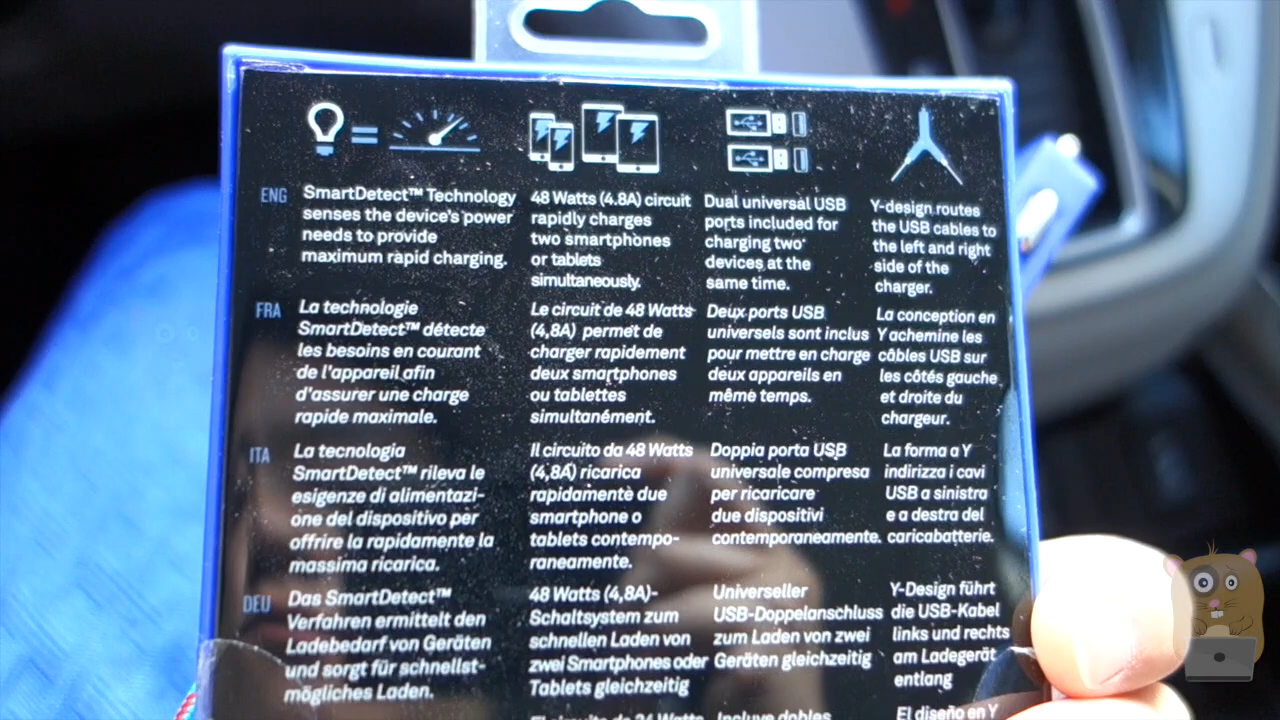 ENG
SmartDetect™ Technology
senses the device's power
needs to provide
maximum rapid charging.
48 Watts (4.8A) circuit
rapidly charges
two smartphones
or tablets
simultaneously.
Dual universal USB
ports included for
charging two
devices at the
same time.
Y-design routes
the USB cables to
the left and right
side of the
charger.
FRA
La technologie
SmartDetect™ détecte
les besoins en courant
de l'appareil afin
d'assurer une charge
rapide maximale.
Le circuit de 48 Watts
(4,8A) permet de
charger rapidement
deux smartphones
ou tablettes
simultanément.
Deux ports USB
universels sont inclus
pour mettre en charge
deux appareils en
même temps.
La conception en
Y achemine les
câbles USB sur
les côtés gauche
et droite du
chargeur.
ITA
La tecnologia
SmartDetect™ rileva le
esigenze di alimentazi-
one del dispositivo per
offrire la rapidamente la
massima ricarica.
Il circuito da 48 Watts
(4,8A) ricarica
rapidamente due
smartphone o
tablets contempo-
raneamente.
Doppia porta USB
universale compresa
per ricaricare
due dispositivi
contemporaneamente.
La forma a Y
indirizza i cavi
USB a sinistra
e a destra del
caricabatterie.
DEU
Das SmartDetect™
Verfahren ermittelt den
Ladebedarf von Geräten
und sorgt für schnellst-
mögliches Laden.
48 Watts (4,8A)-
Schaltsystem zum
schnellen Laden von
zwei Smartphones oder
Tablets gleichzeitig
Universeller
USB-Doppelanschluss
zum Laden von zwei
Geräten gleichzeitig
Y-Design führt
die USB-Kabel
links und rechts
am Ladegerät
entlang
El circuito de 24 Watts
Incluye dobles
El diseño en Y